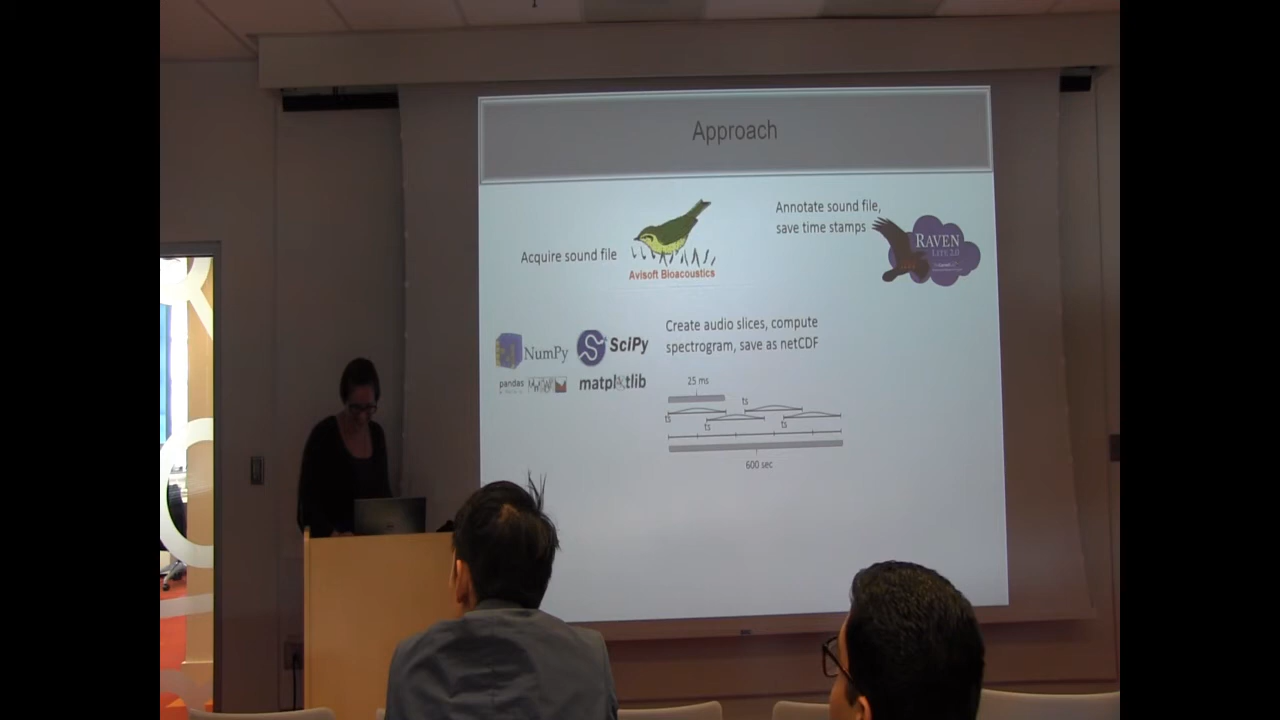 Approach
Annotate sound file,
save time stamps
Acquire sound file
Avisoft Bioacoustics
RAVEN
LITE 2.0
Create audio slices, compute
spectrogram, save as netCDF
NumPy
SciPy
pandas
matplotlib
25 ms
ts
ts
ts
ts
600 sec